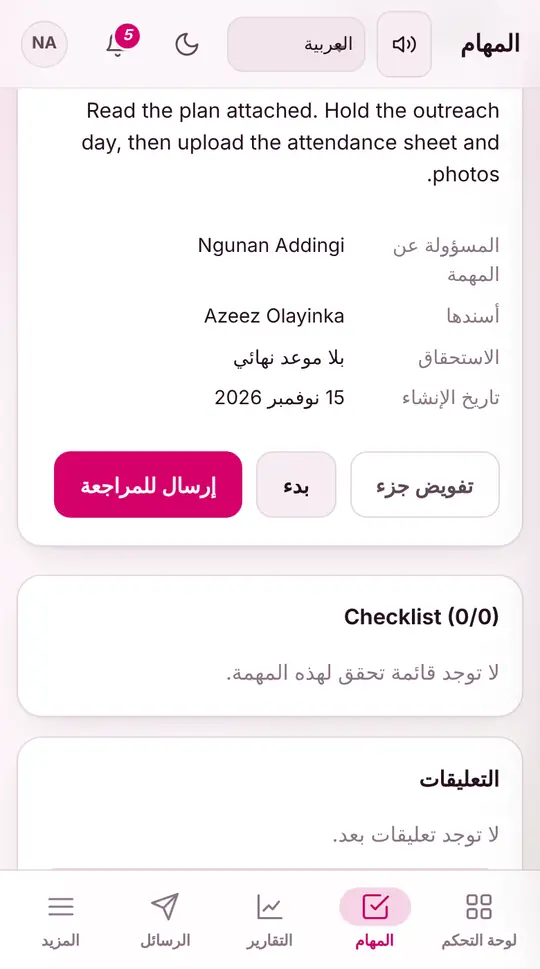 المهام
العربية
5
NA
Read the plan attached. Hold the outreach
day, then upload the attendance sheet and
photos.
المسؤولة عن المهمة
Ngunan Addingi
أسندها
Azeez Olayinka
الاستحقاق
بلا موعد نهائي
تاريخ الإنشاء
15 نوفمبر 2026
تفويض جزء
بدء
إرسال للمراجعة
Checklist (0/0)
لا توجد قائمة تحقق لهذه المهمة.
التعليقات
لا توجد تعليقات بعد.
لوحة التحكم
المهام
التقارير
الرسائل
المزيد